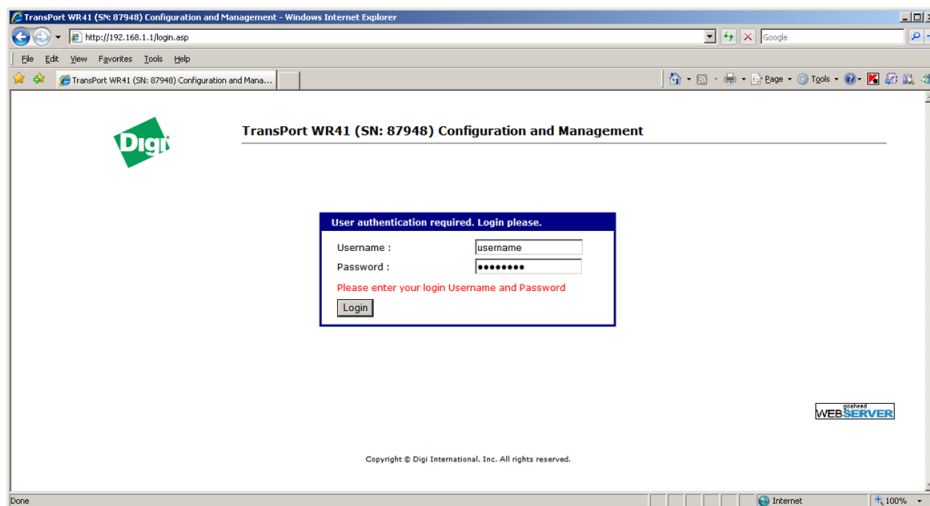 TransPort WR41 (SN: 87948) Configuration and Management - Windows Internet Explorer
http://192.168.1.1/login.asp
Google
File Edit View Favorites Tools Help
TransPort WR41 (SN: 87948) Configuration and Mana...
Page Tools
Digi
TransPort WR41 (SN: 87948) Configuration and Management
User authentication required. Login please.
Username : username
Password : ●●●●●●●●
Please enter your login Username and Password
Login
goahead
WEBSERVER
Copyright © Digi International, Inc. All rights reserved.
Done Internet 100%